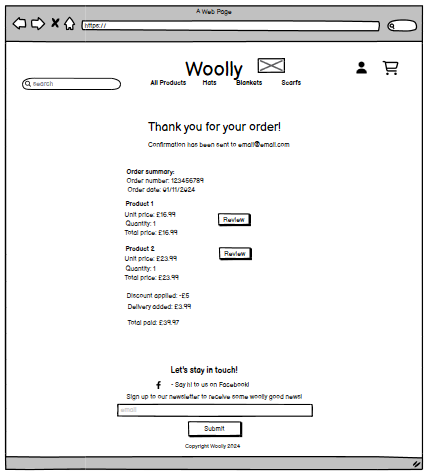 A Web Page
https://
Woolly
search
All Products Hats Blankets Scarfs
Thank you for your order!
Confirmation has been sent to email@email.com
Order summary:
Order number: 123456789
Order date: 01/11/2024
Product 1
Unit price: £16.99
Quantity: 1
Total price: £16.99
Review
Product 2
Unit price: £23.99
Quantity: 1
Total price: £23.99
Review
Discount applied: -£5
Delivery added: £3.99
Total paid: £39.97
Let's stay in touch!
- Say hi to us on Facebook!
Sign up to our newsletter to receive some woolly good news!
email
Submit
Copyright Woolly 2024